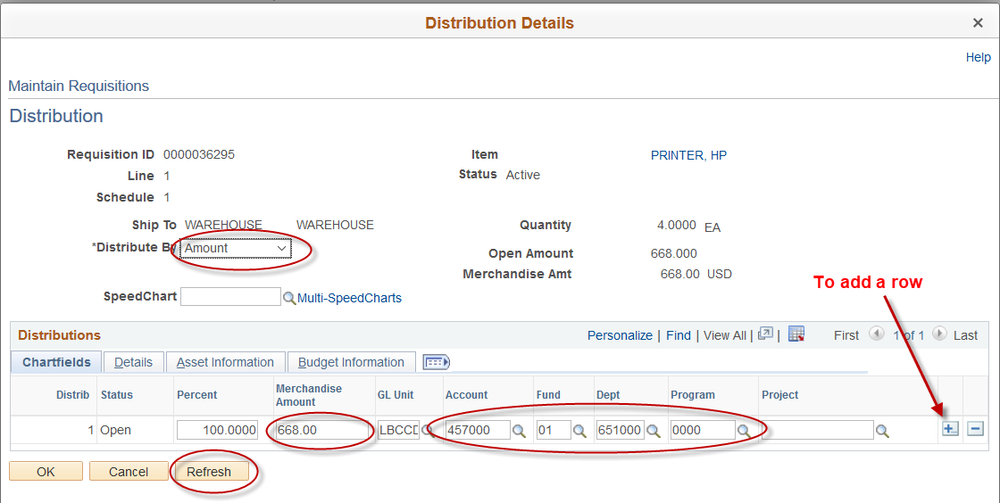 Distribution Details
Help
Maintain Requisitions
Distribution
Requisition ID 0000036295 Item PRINTER, HP
Line 1 Status Active
Schedule 1
Ship To WAREHOUSE WAREHOUSE Quantity 4.0000 EA
*Distribute By Amount Open Amount 668.000
Merchandise Amt 668.00 USD
To add a row
SpeedChart Multi-SpeedCharts
Distributions Personalize | Find | View All | | First 1 of 1 Last
Chartfields Details Asset Information Budget Information
Distrib Status Percent Merchandise Amount GL Unit Account Fund Dept Program Project
1 Open 100.0000 668.00 LBCCD 457000 01 651000 0000
OK Cancel Refresh